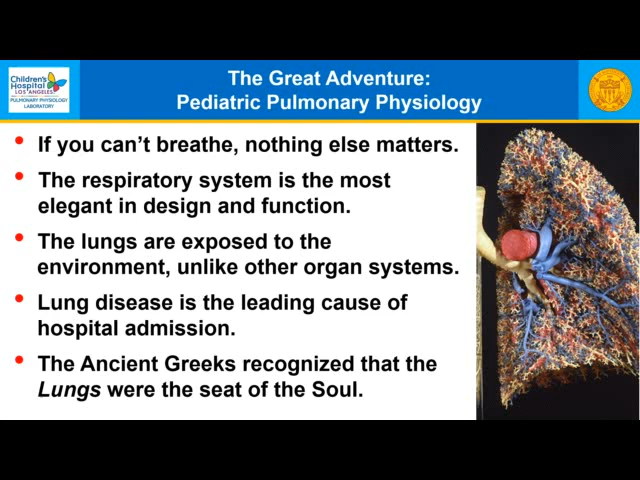 Children's
Hospital
LOS ANGELES
PULMONARY PHYSIOLOGY
LABORATORY
The Great Adventure:
Pediatric Pulmonary Physiology
• If you can’t breathe, nothing else matters.
• The respiratory system is the most
elegant in design and function.
• The lungs are exposed to the
environment, unlike other organ systems.
• Lung disease is the leading cause of
hospital admission.
• The Ancient Greeks recognized that the
Lungs were the seat of the Soul.